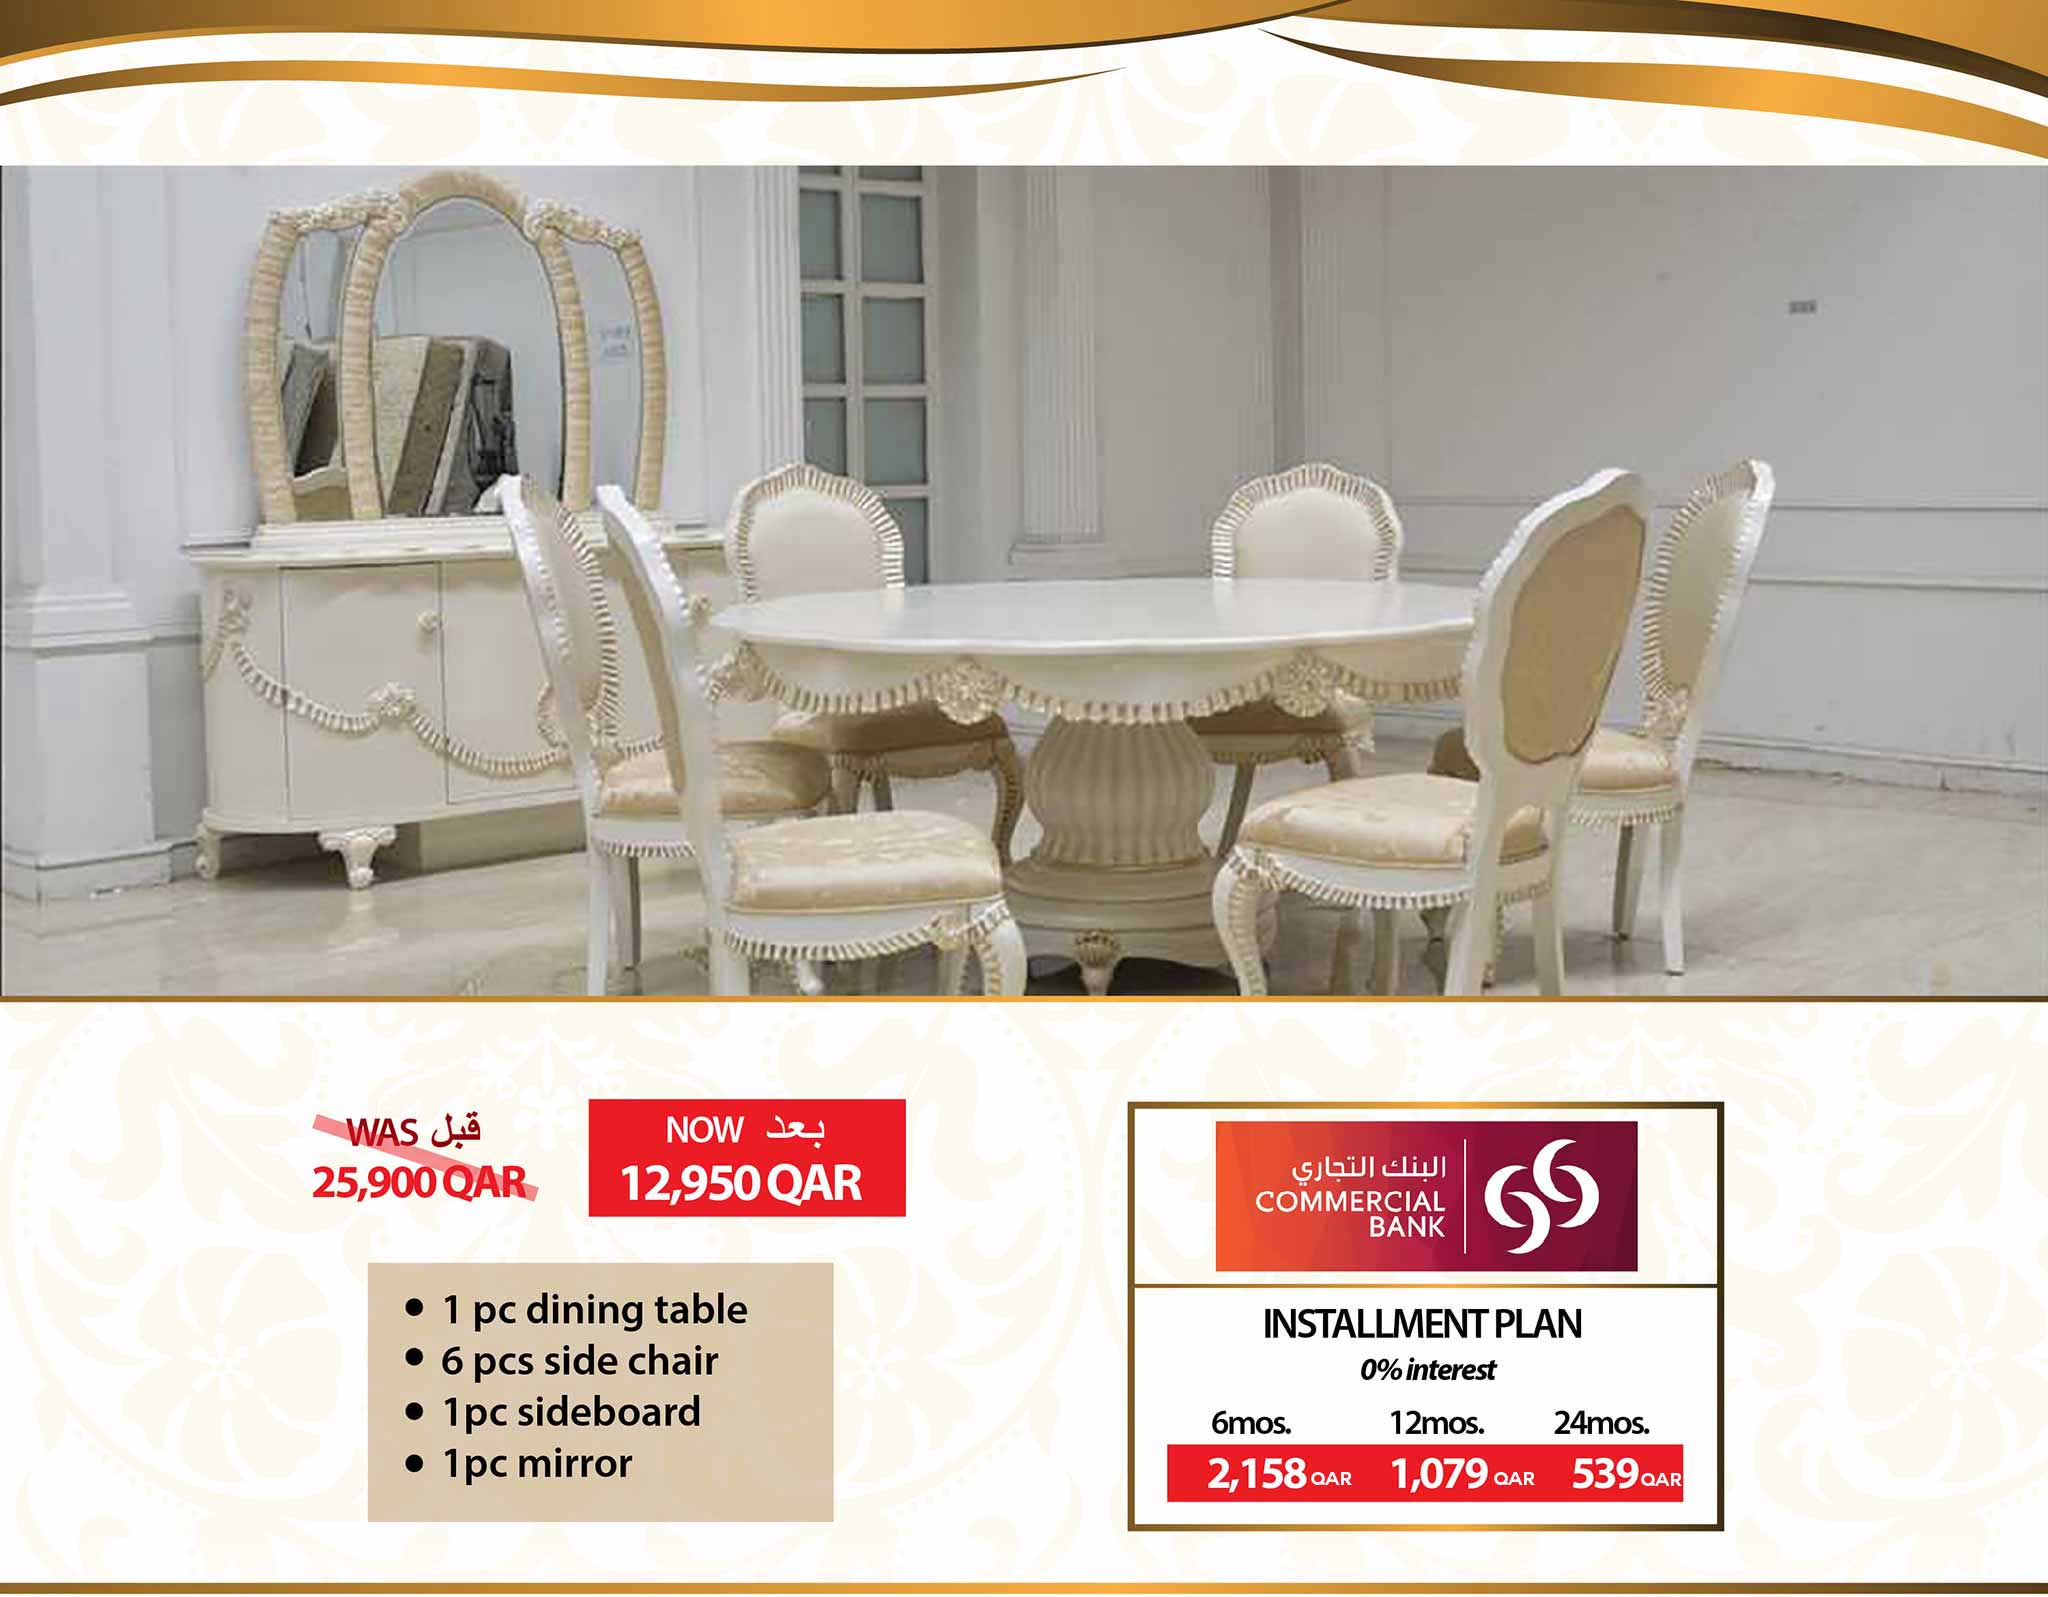 WAS قبل
25,900 QAR
NOW بعد
12,950 QAR
• 1 pc dining table
• 6 pcs side chair
• 1pc sideboard
• 1pc mirror
البنك التجاري
COMMERCIAL
BANK
INSTALLMENT PLAN
0% interest
6mos. 12mos. 24mos.
2,158 QAR 1,079 QAR 539 QAR